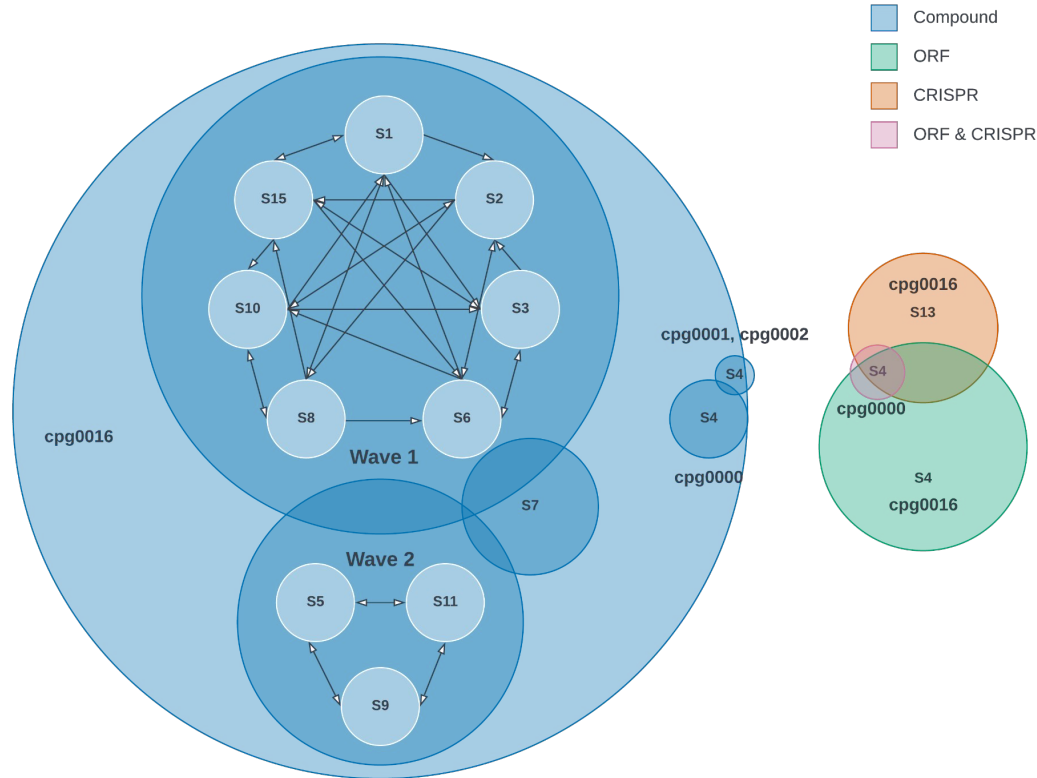 Compound
ORF
CRISPR
ORF & CRISPR
S1
S15
S2
S10
S3
S8
S6
Wave 1
cpg0016
S7
Wave 2
S5
S11
S9
cpg0001, cpg0002
S4
S4
cpg0000
cpg0016
S13
S4
cpg0000
S4
cpg0016